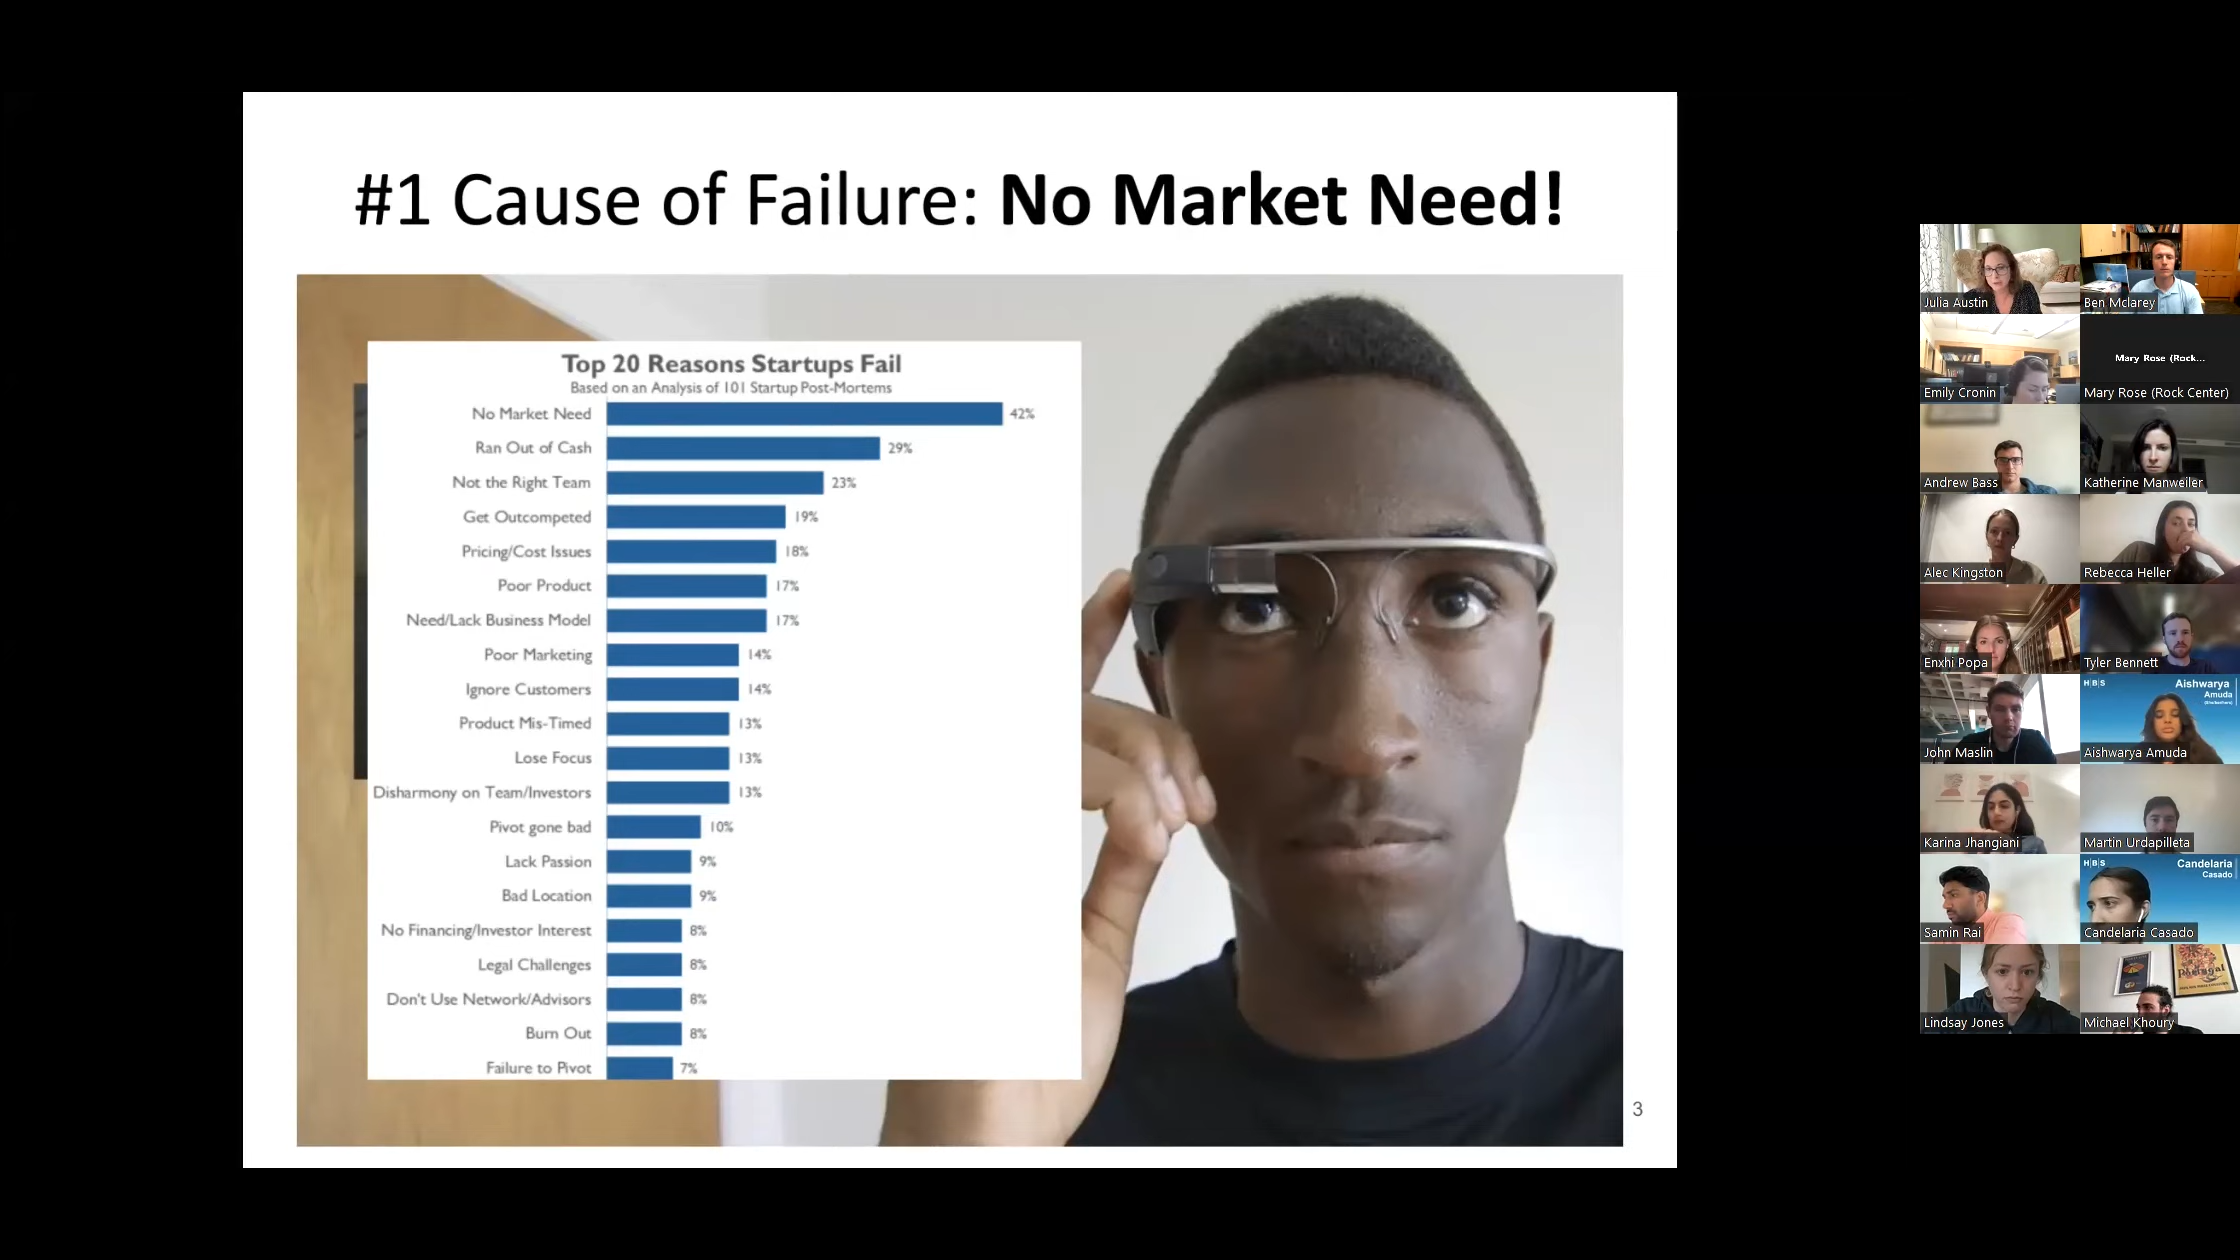 #1 Cause of Failure: No Market Need!
Top 20 Reasons Startups Fail
Based on an Analysis of 101 Startup Post-Mortems
No Market Need 42%
Ran Out of Cash 29%
Not the Right Team 23%
Get Outcompeted 19%
Pricing/Cost Issues 18%
Poor Product 17%
Need/Lack Business Model 17%
Poor Marketing 14%
Ignore Customers 14%
Product Mis-Timed 13%
Lose Focus 13%
Disharmony on Team/Investors 13%
Pivot gone bad 10%
Lack Passion 9%
Bad Location 9%
No Financing/Investor Interest 8%
Legal Challenges 8%
Don't Use Network/Advisors 8%
Burn Out 8%
Failure to Pivot 7%
3
Julia Austin
Ben Mclarey
Emily Cronin
Mary Rose (Rock...
Mary Rose (Rock Center)
Andrew Bass
Katherine Manweiler
Alec Kingston
Rebecca Heller
Enxhi Popa
Tyler Bennett
John Maslin
H|B|S
Aishwarya
Amuda
Aishwarya Amuda
Karina Jhangiani
Martin Urdapilleta
Samin Rai
H|B|S
Candelaria
Casado
Candelaria Casado
Lindsay Jones
Portugal
Michael Khoury